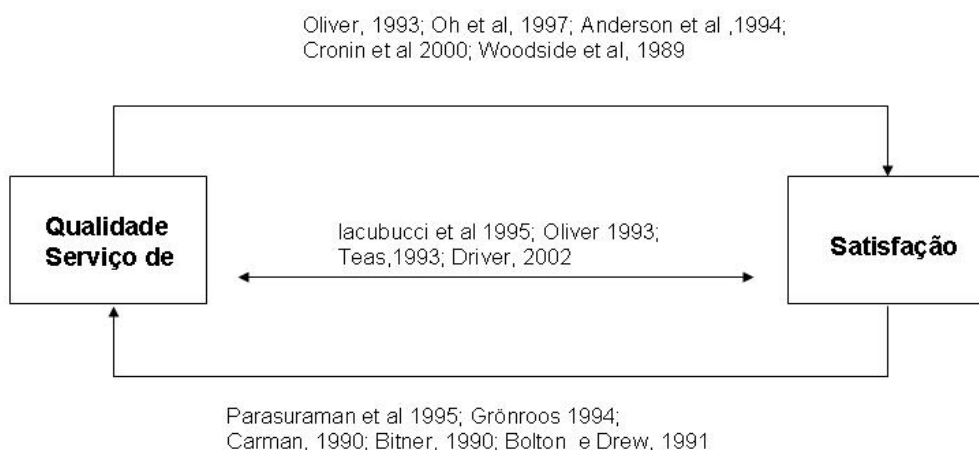 Oliver, 1993; Oh et al, 1997; Anderson et al ,1994;
Cronin et al 2000; Woodside et al, 1989
Qualidade
Serviço de
Iacubucci et al 1995; Oliver 1993;
Teas,1993; Driver, 2002
Satisfação
Parasuraman et al 1995; Grönroos 1994;
Carman, 1990; Bitner, 1990; Bolton e Drew, 1991